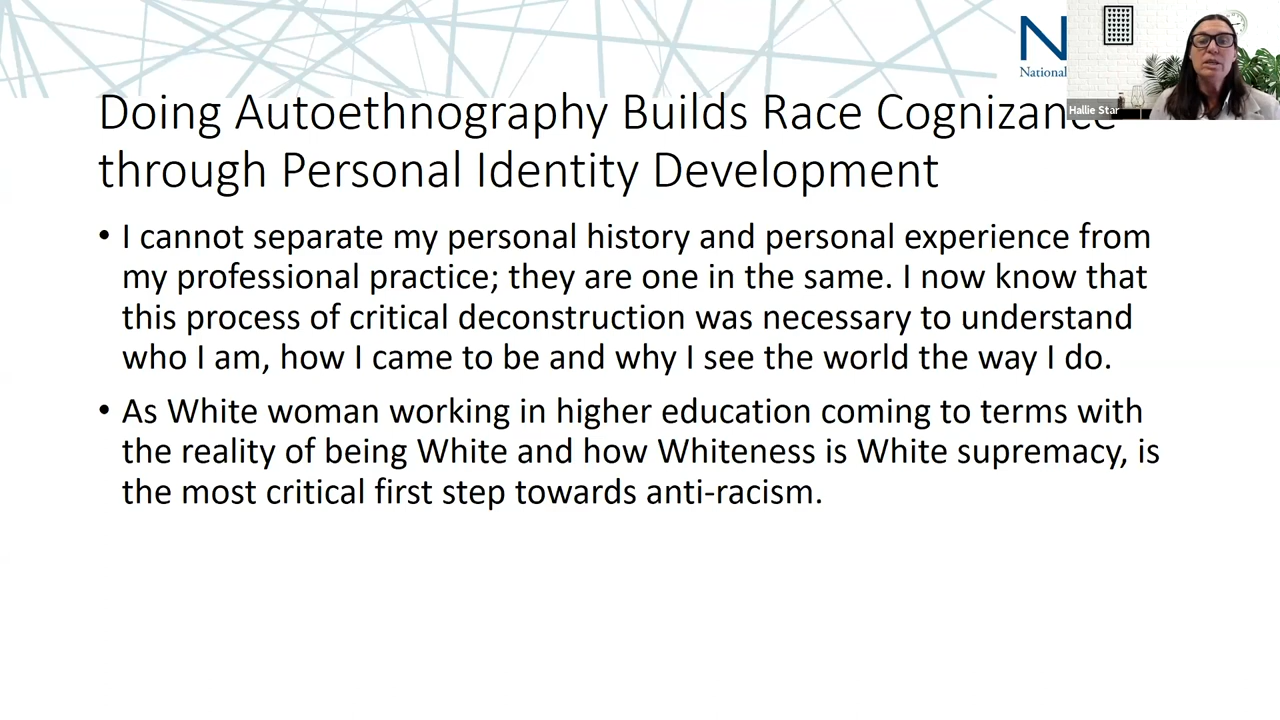 N
National
Hallie Star
Doing Autoethnography Builds Race Cognizance
through Personal Identity Development
• I cannot separate my personal history and personal experience from
my professional practice; they are one in the same. I now know that
this process of critical deconstruction was necessary to understand
who I am, how I came to be and why I see the world the way I do.
• As White woman working in higher education coming to terms with
the reality of being White and how Whiteness is White supremacy, is
the most critical first step towards anti-racism.